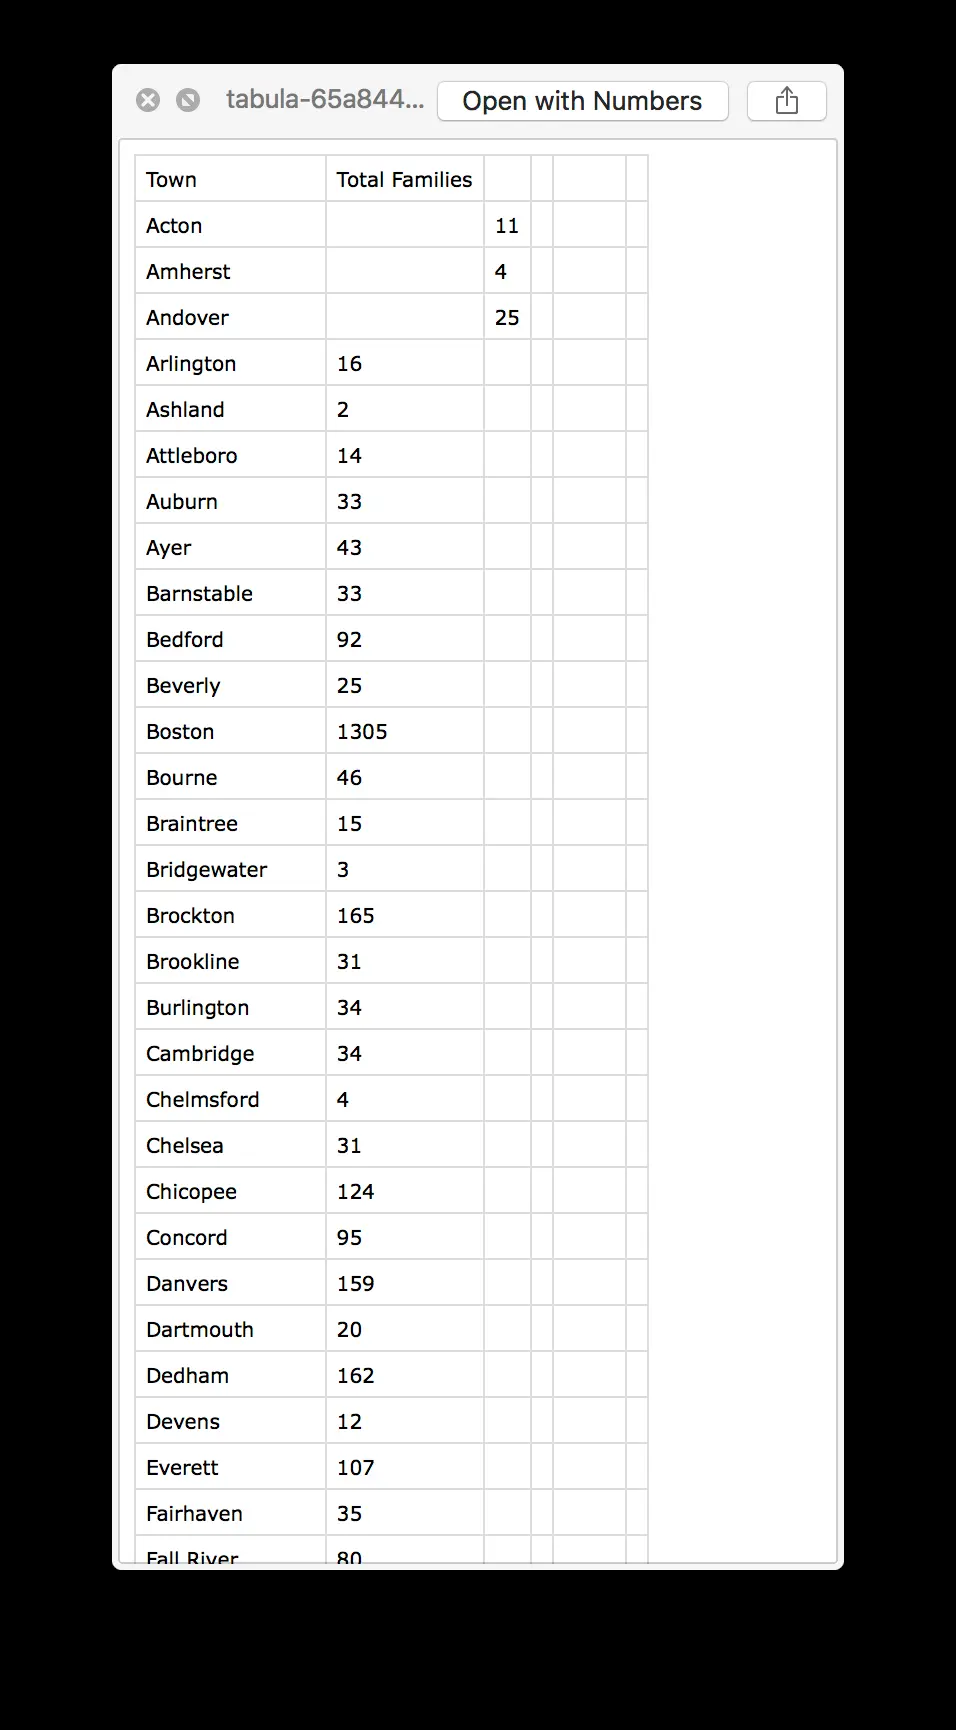 tabula-65a844... Open with Numbers
Town Total Families
Acton 11
Amherst 4
Andover 25
Arlington 16
Ashland 2
Attleboro 14
Auburn 33
Ayer 43
Barnstable 33
Bedford 92
Beverly 25
Boston 1305
Bourne 46
Braintree 15
Bridgewater 3
Brockton 165
Brookline 31
Burlington 34
Cambridge 34
Chelmsford 4
Chelsea 31
Chicopee 124
Concord 95
Danvers 159
Dartmouth 20
Dedham 162
Devens 12
Everett 107
Fairhaven 35
Fall River 80